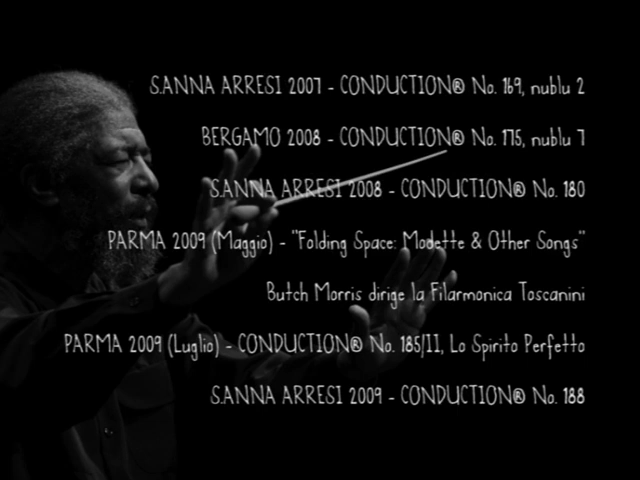 S.ANNA ARRESI 2007 - CONDUCTION® No. 169, nublu 2
BERGAMO 2008 - CONDUCTION® No. 175, nublu 7
S.ANNA ARRESI 2008 - CONDUCTION® No. 180
PARMA 2009 (Maggio) - "Folding Space: Modette & Other Songs"
Butch Morris dirige la Filarmonica Toscanini
PARMA 2009 (Luglio) - CONDUCTION® No. 185/II, Lo Spirito Perfetto
S.ANNA ARRESI 2009 - CONDUCTION® No. 188